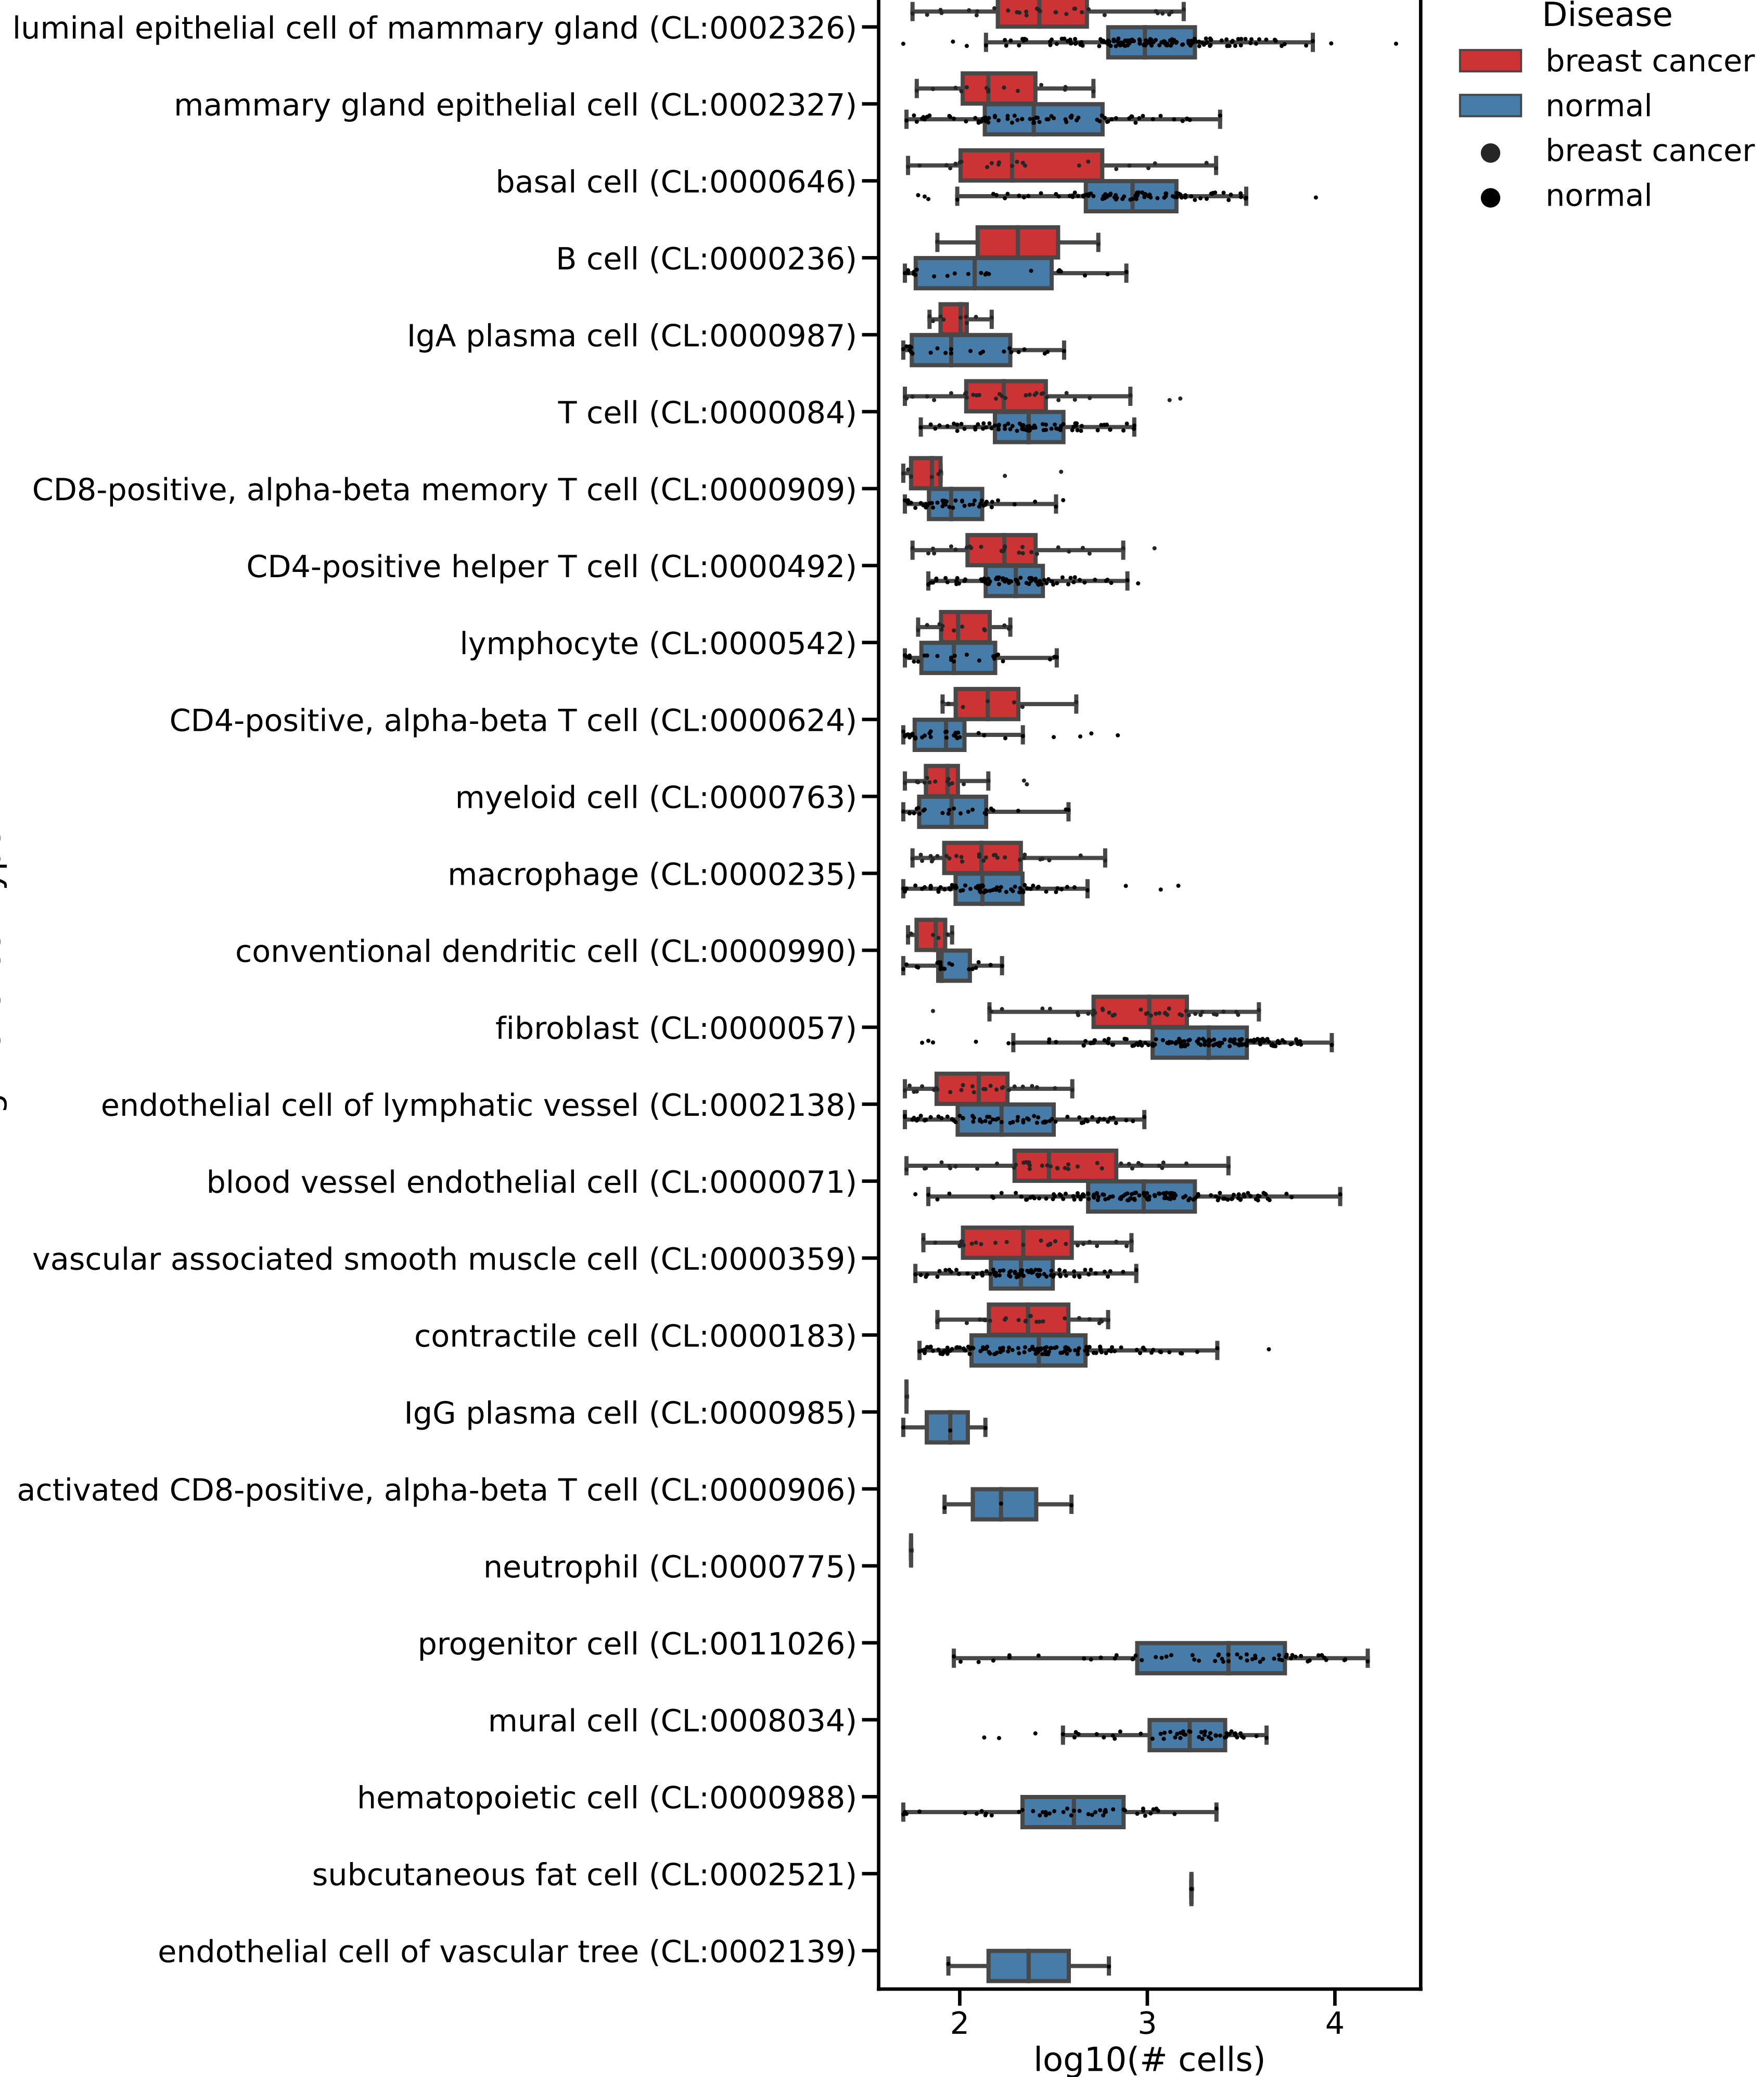 luminal epithelial cell of mammary gland (CL:0002326)
mammary gland epithelial cell (CL:0002327)
basal cell (CL:0000646)
B cell (CL:0000236)
IgA plasma cell (CL:0000987)
T cell (CL:0000084)
CD8-positive, alpha-beta memory T cell (CL:0000909)
CD4-positive helper T cell (CL:0000492)
lymphocyte (CL:0000542)
CD4-positive, alpha-beta T cell (CL:0000624)
myeloid cell (CL:0000763)
macrophage (CL:0000235)
conventional dendritic cell (CL:0000990)
fibroblast (CL:0000057)
endothelial cell of lymphatic vessel (CL:0002138)
blood vessel endothelial cell (CL:0000071)
vascular associated smooth muscle cell (CL:0000359)
contractile cell (CL:0000183)
IgG plasma cell (CL:0000985)
activated CD8-positive, alpha-beta T cell (CL:0000906)
neutrophil (CL:0000775)
progenitor cell (CL:0011026)
mural cell (CL:0008034)
hematopoietic cell (CL:0000988)
subcutaneous fat cell (CL:0002521)
endothelial cell of vascular tree (CL:0002139)
2 3 4
log10(# cells)
Disease
breast cancer
normal
breast cancer
normal